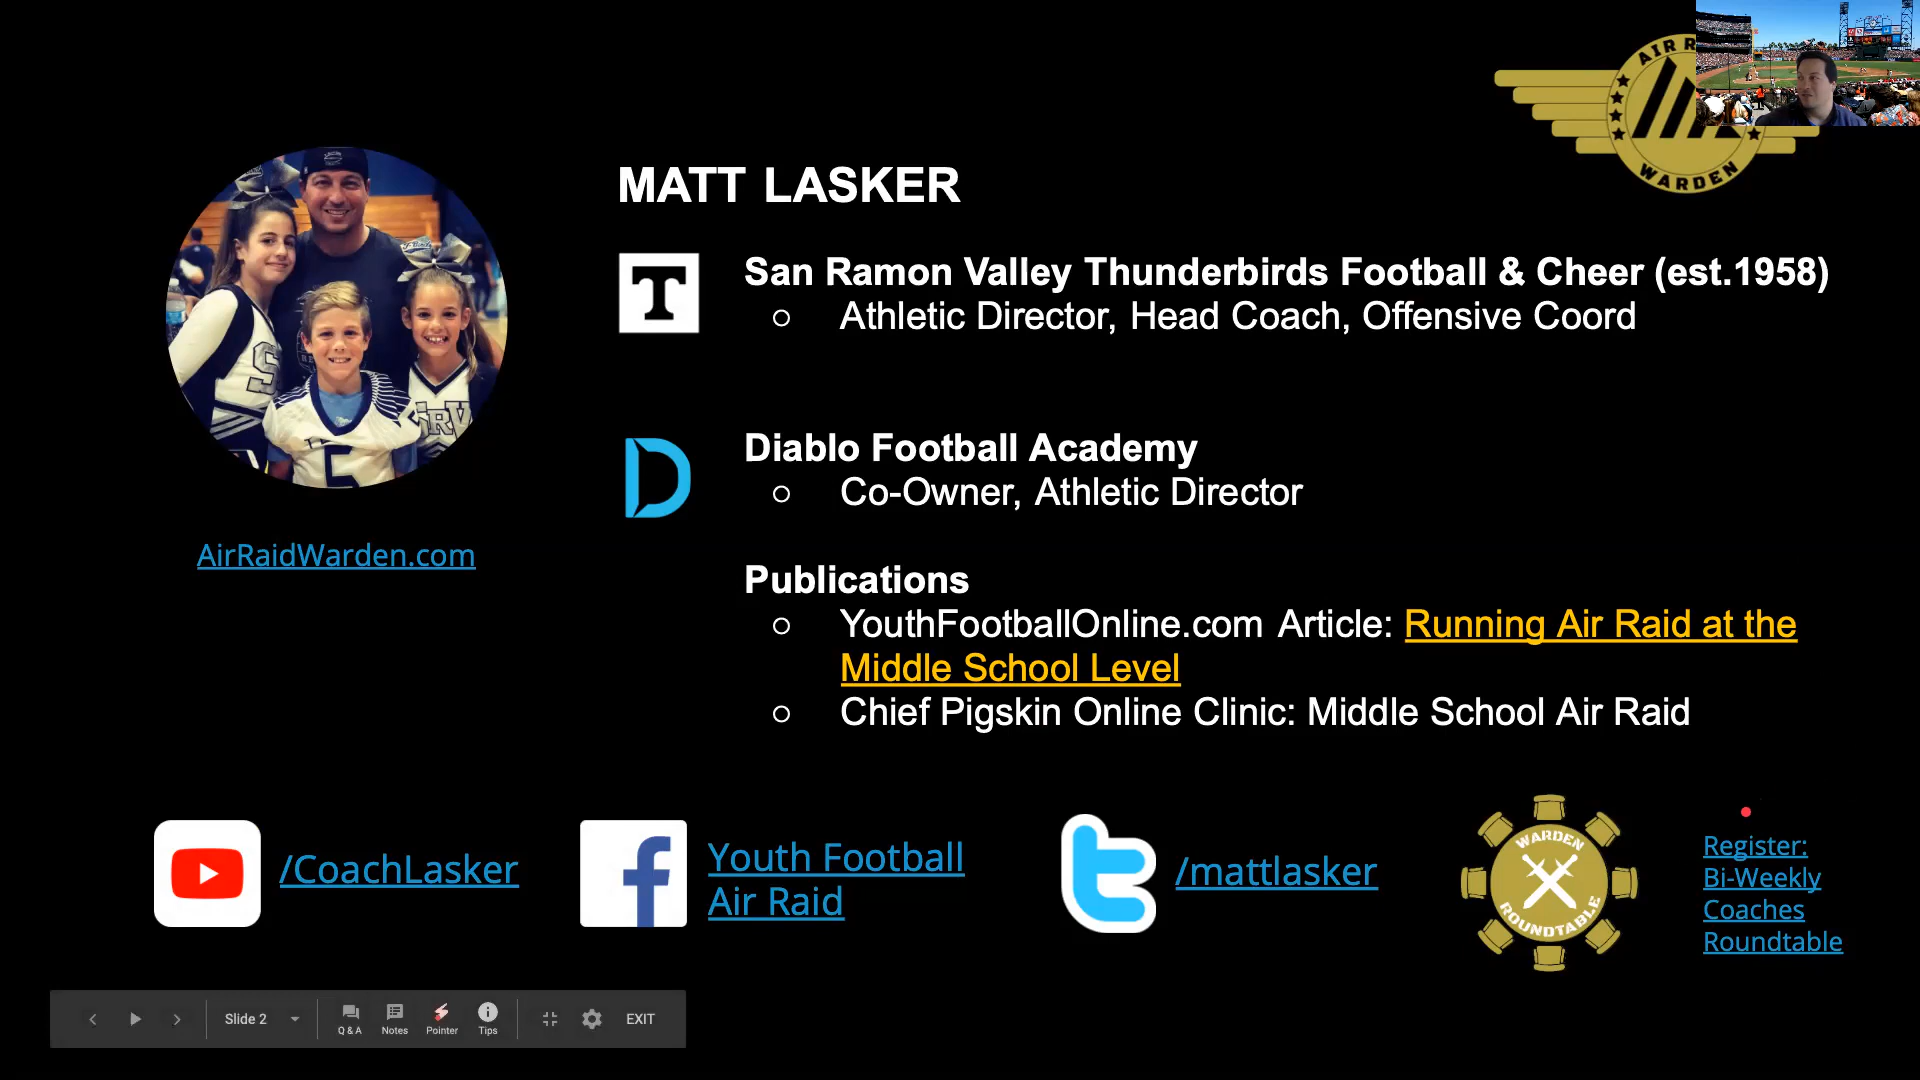 AIR R
WARDEN
MATT LASKER
T
San Ramon Valley Thunderbirds Football & Cheer (est.1958)
Athletic Director, Head Coach, Offensive Coord
D
Diablo Football Academy
Co-Owner, Athletic Director
AirRaidWarden.com
Publications
YouthFootballOnline.com Article: Running Air Raid at the
Middle School Level
Chief Pigskin Online Clinic: Middle School Air Raid
/CoachLasker
f
Youth Football
Air Raid
t
/mattlasker
WARDEN
ROUNDTABLE
Register:
Bi-Weekly
Coaches
Roundtable
Slide 2
Q & A
Notes
Pointer
Tips
EXIT
S
SRV
5